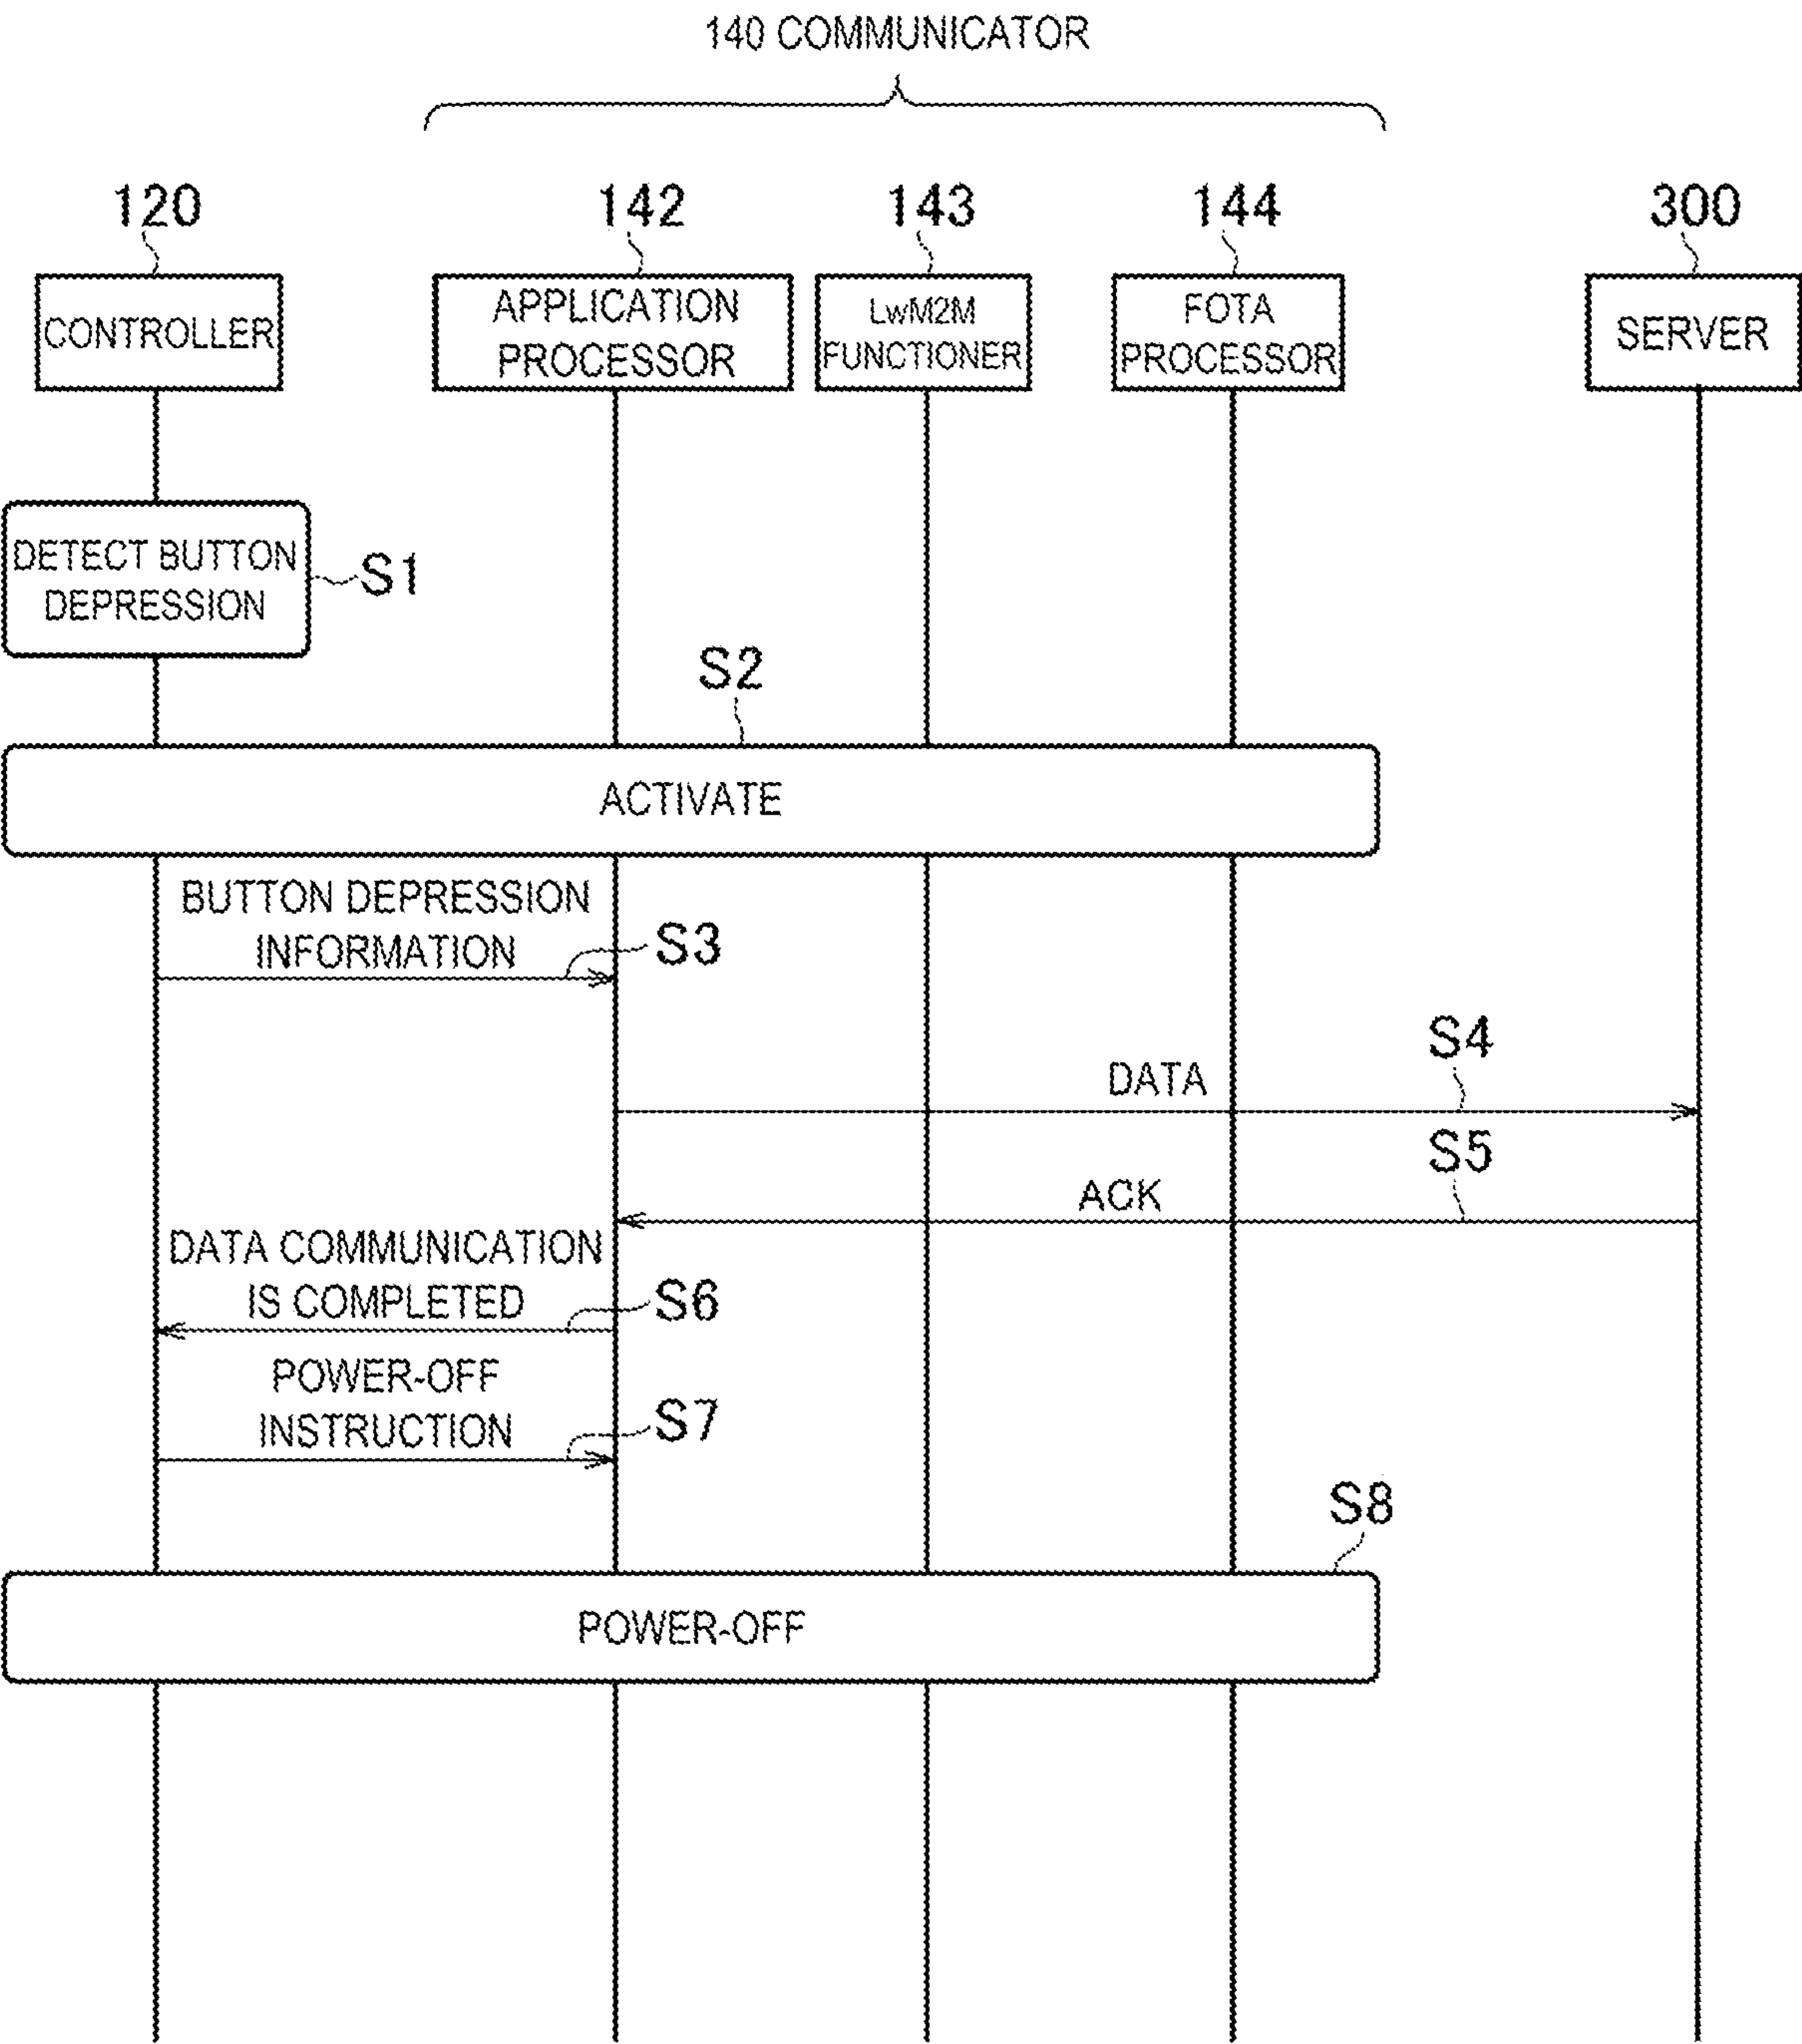 140 COMMUNICATOR
120
142
143
144
300
CONTROLLER
APPLICATION
PROCESSOR
LwM2M
FUNCTIONER
FOTA
PROCESSOR
SERVER
DETECT BUTTON
DEPRESSION
S1
S2
ACTIVATE
BUTTON DEPRESSION
INFORMATION
S3
S4
DATA
S5
ACK
DATA COMMUNICATION
IS COMPLETED
S6
POWER-OFF
INSTRUCTION
S7
S8
POWER-OFF